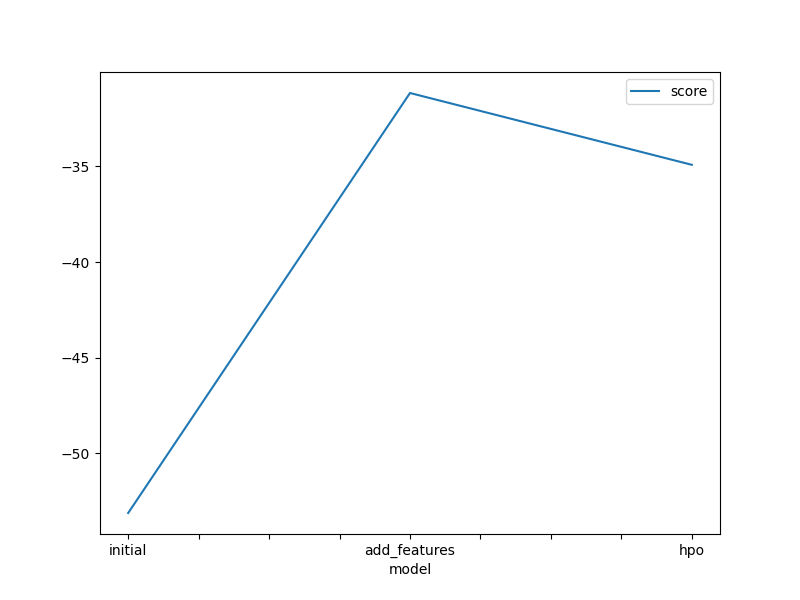 score
−35
−40
−45
−50
initial
add_features
hpo
model